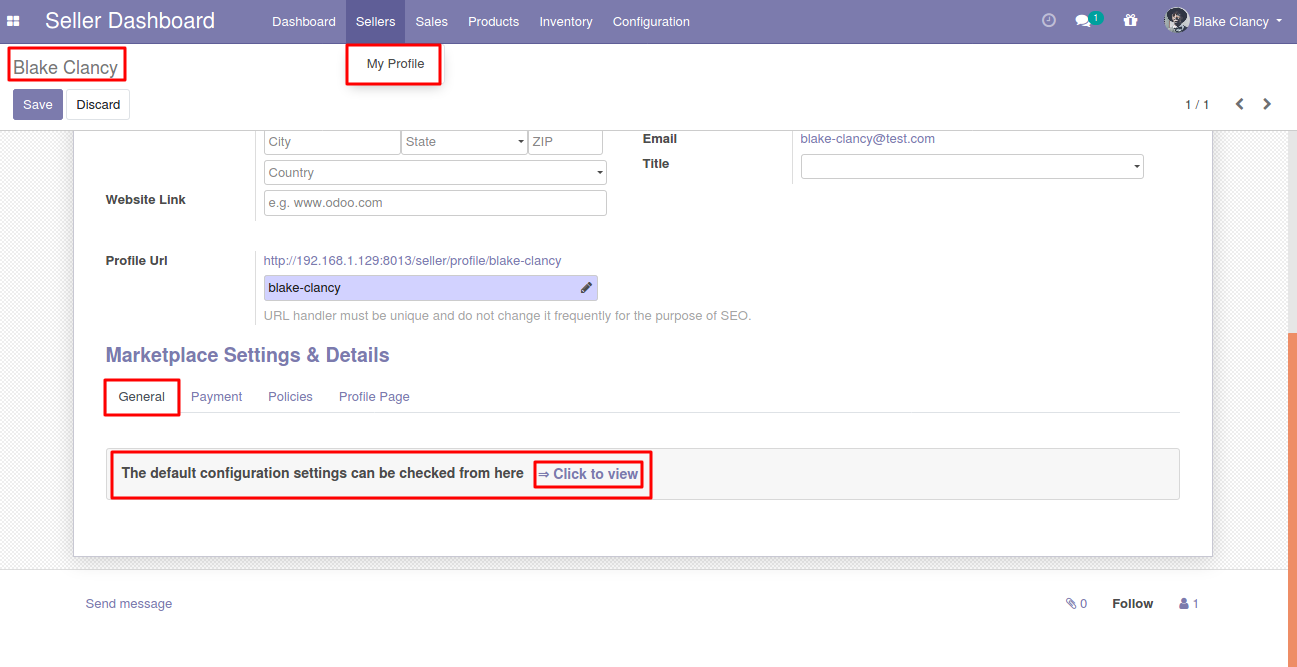 Seller Dashboard Dashboard Sellers Sales Products Inventory Configuration 1 Blake Clancy
My Profile
Blake Clancy
Save Discard 1 / 1
City State ZIP Email blake-clancy@test.com
Country Title
Website Link e.g. www.odoo.com
Profile Url http://192.168.1.129:8013/seller/profile/blake-clancy
blake-clancy
URL handler must be unique and do not change it frequently for the purpose of SEO.
Marketplace Settings & Details
General Payment Policies Profile Page
The default configuration settings can be checked from here ⇒ Click to view
Send message 0 Follow 1